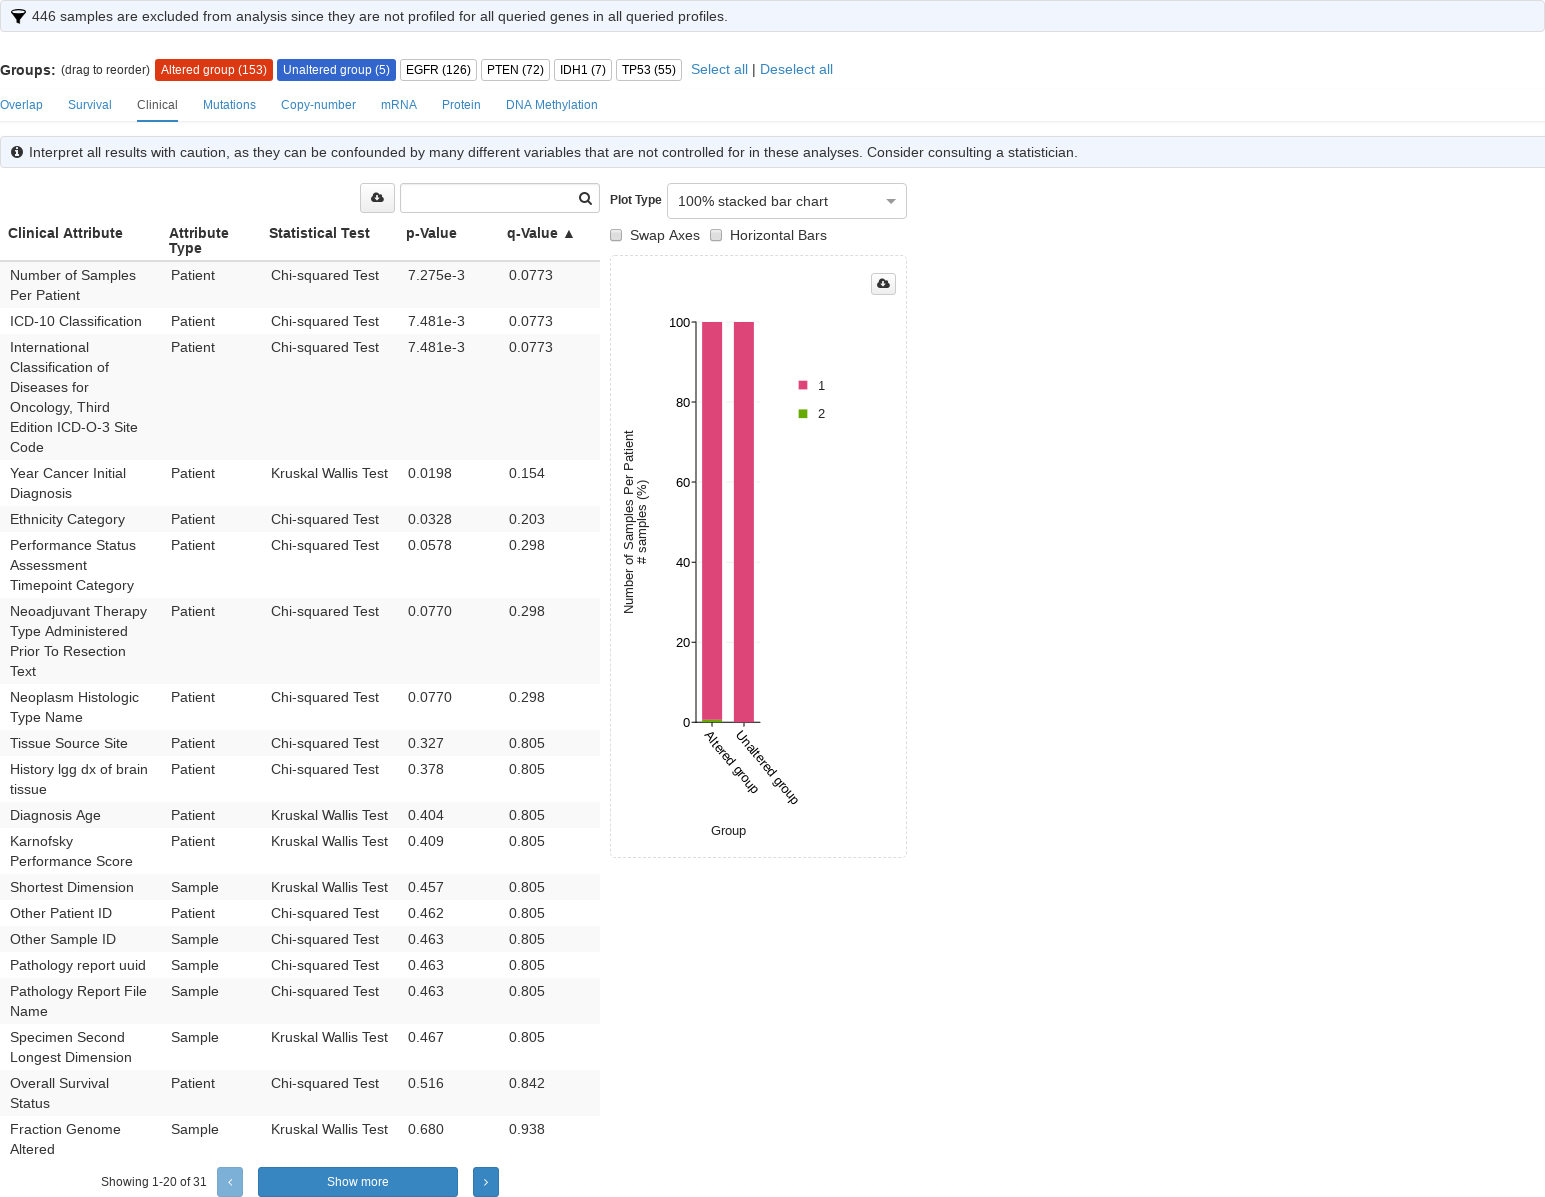 446 samples are excluded from analysis since they are not profiled for all queried genes in all queried profiles.
Groups: (drag to reorder) Altered group (153) Unaltered group (5) EGFR (126) PTEN (72) IDH1 (7) TP53 (55) Select all | Deselect all
Overlap Survival Clinical Mutations Copy-number mRNA Protein DNA Methylation
Interpret all results with caution, as they can be confounded by many different variables that are not controlled for in these analyses. Consider consulting a statistician.
Clinical Attribute Attribute Type Statistical Test p-Value q-Value ▲
Number of Samples Per Patient Patient Chi-squared Test 7.275e-3 0.0773
ICD-10 Classification Patient Chi-squared Test 7.481e-3 0.0773
International Classification of Diseases for Oncology, Third Edition ICD-O-3 Site Code Patient Chi-squared Test 7.481e-3 0.0773
Year Cancer Initial Diagnosis Patient Kruskal Wallis Test 0.0198 0.154
Ethnicity Category Patient Chi-squared Test 0.0328 0.203
Performance Status Assessment Timepoint Category Patient Chi-squared Test 0.0578 0.298
Neoadjuvant Therapy Type Administered Prior To Resection Text Patient Chi-squared Test 0.0770 0.298
Neoplasm Histologic Type Name Patient Chi-squared Test 0.0770 0.298
Tissue Source Site Patient Chi-squared Test 0.327 0.805
History lgg dx of brain tissue Patient Chi-squared Test 0.378 0.805
Diagnosis Age Patient Kruskal Wallis Test 0.404 0.805
Karnofsky Performance Score Patient Kruskal Wallis Test 0.409 0.805
Shortest Dimension Sample Kruskal Wallis Test 0.457 0.805
Other Patient ID Patient Chi-squared Test 0.462 0.805
Other Sample ID Sample Chi-squared Test 0.463 0.805
Pathology report uuid Sample Chi-squared Test 0.463 0.805
Pathology Report File Name Sample Chi-squared Test 0.463 0.805
Specimen Second Longest Dimension Sample Kruskal Wallis Test 0.467 0.805
Overall Survival Status Patient Chi-squared Test 0.516 0.842
Fraction Genome Altered Sample Kruskal Wallis Test 0.680 0.938
Showing 1-20 of 31 Show more
Plot Type 100% stacked bar chart
Swap Axes Horizontal Bars
100
80
60
40
20
0
Number of Samples Per Patient
# samples (%)
1
2
Altered group
Unaltered group
Group